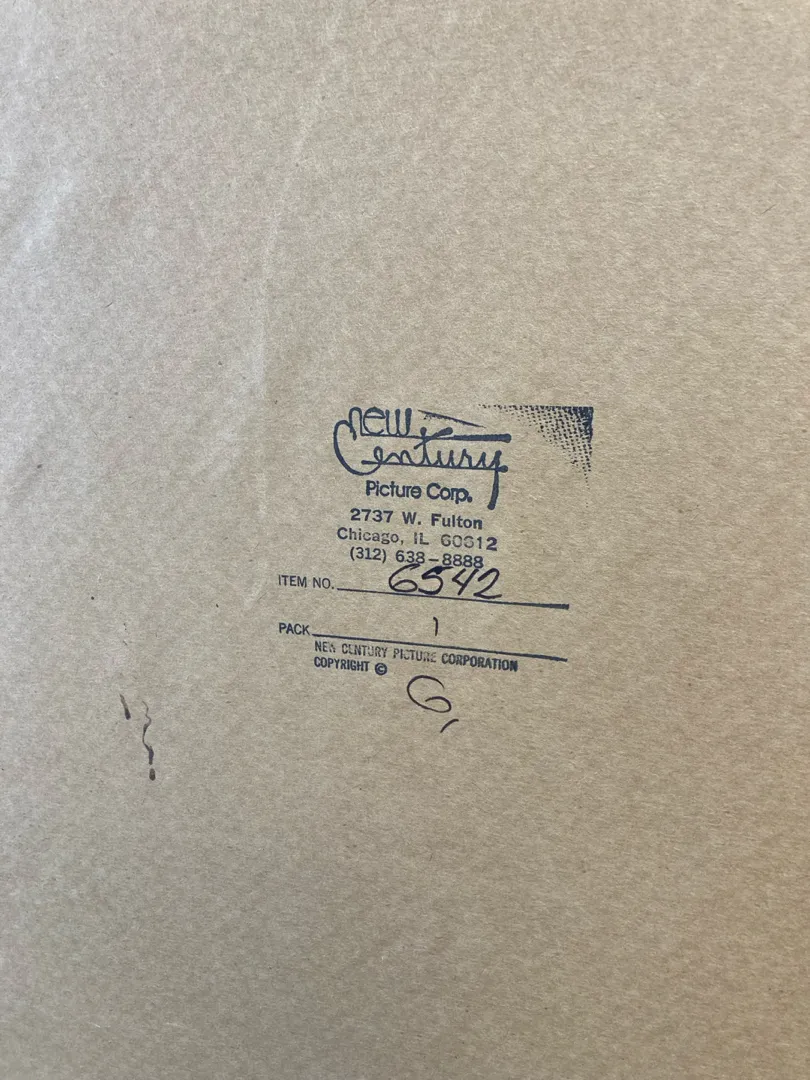 new
Century
Picture Corp.
2737 W. Fulton
Chicago, IL 60612
(312) 638-8888
ITEM NO. 6542
PACK 1
NEW CENTURY PICTURE CORPORATION
COPYRIGHT ©
G,